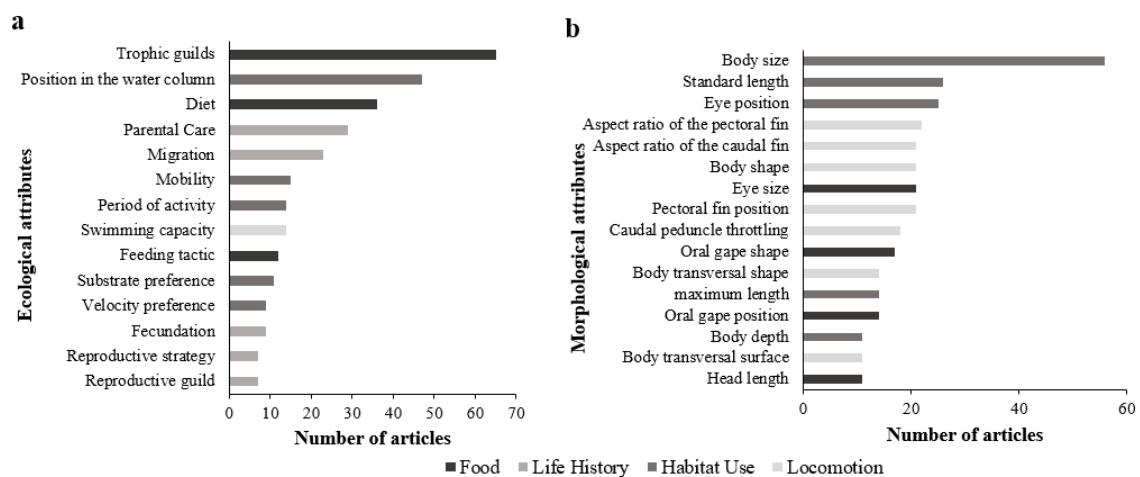 a
Ecological attributes
Trophic guilds
Position in the water column
Diet
Parental Care
Migration
Mobility
Period of activity
Swimming capacity
Feeding tactic
Substrate preference
Velocity preference
Fecundation
Reproductive strategy
Reproductive guild
0 10 20 30 40 50 60 70
Number of articles
b
Morphological attributes
Body size
Standard length
Eye position
Aspect ratio of the pectoral fin
Aspect ratio of the caudal fin
Body shape
Eye size
Pectoral fin position
Caudal peduncle throttling
Oral gape shape
Body transversal shape
maximum length
Oral gape position
Body depth
Body transversal surface
Head length
0 20 40 60
Number of articles
Food Life History Habitat Use Locomotion